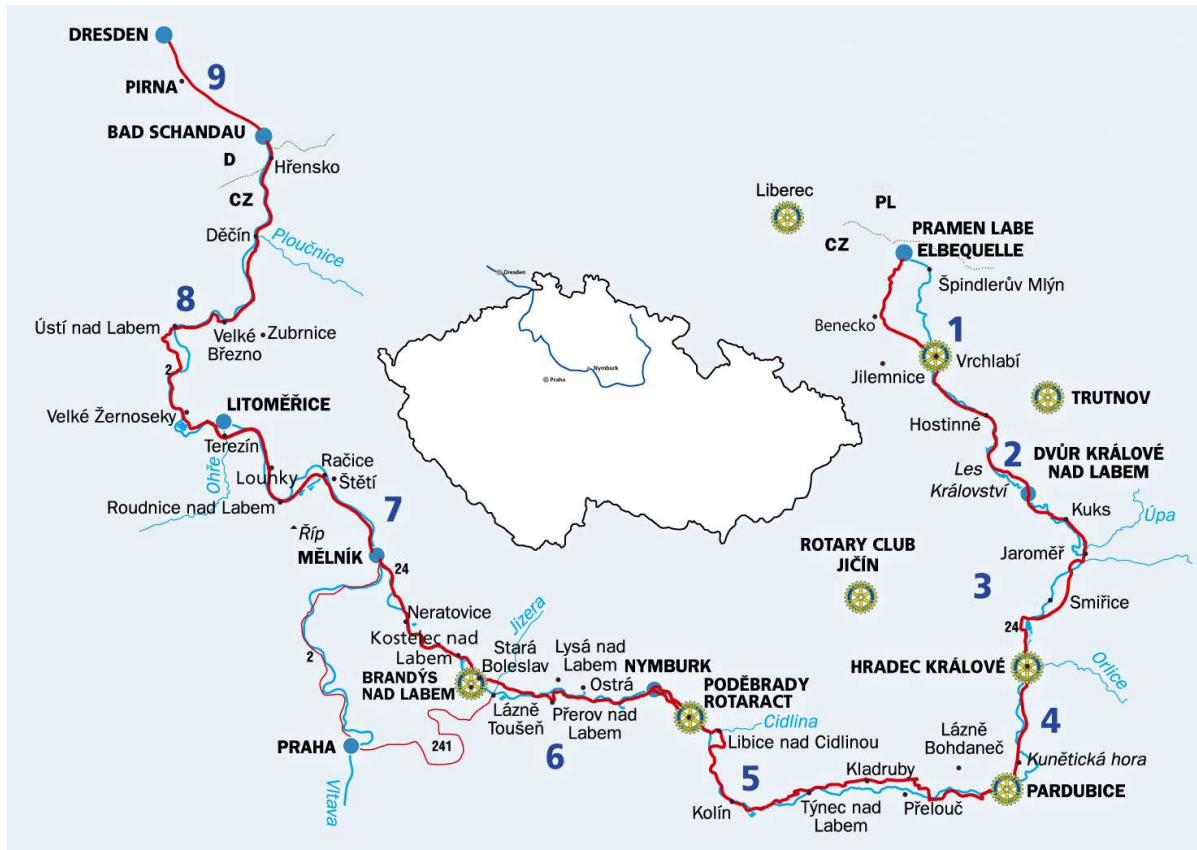 DRESDEN
PIRNA
9
BAD SCHANDAU
D
Hřensko
CZ
Děčín
Ploučnice
8
Ústí nad Labem
Velké
Březno
Zubrnice
2
Velké Žernoseky
LITOMĚŘICE
Terezín
Ohře
Lounky
Račice
Štětí
Roudnice nad Labem
7
Říp
MĚLNÍK
24
Neratovice
Kostelec nad
Labem
Jizera
Stará
Boleslav
BRANDÝS
NAD LABEM
2
PRAHA
Vltava
241
Lázně
Toušeň
Lysá nad
Labem
Ostrá
Přerov nad
Labem
6
NYMBURK
PODĚBRADY
ROTARACT
Cidlina
Libice nad Cidlinou
5
Kolín
Týnec nad
Labem
Kladruby
Přelouč
Lázně
Bohdaneč
PARDUBICE
Kunětická hora
4
HRADEC KRÁLOVÉ
Orlice
24
Smiřice
3
Jaroměř
Úpa
Kuks
DVŮR KRÁLOVÉ
NAD LABEM
Les
Království
2
Hostinné
TRUTNOV
Vrchlabí
1
Jilemnice
Benecko
Špindlerův Mlýn
PRAMEN LABE
ELBEQUELLE
PL
CZ
Liberec
ROTARY CLUB
JIČÍN
Dresden
Praha
Nymburk